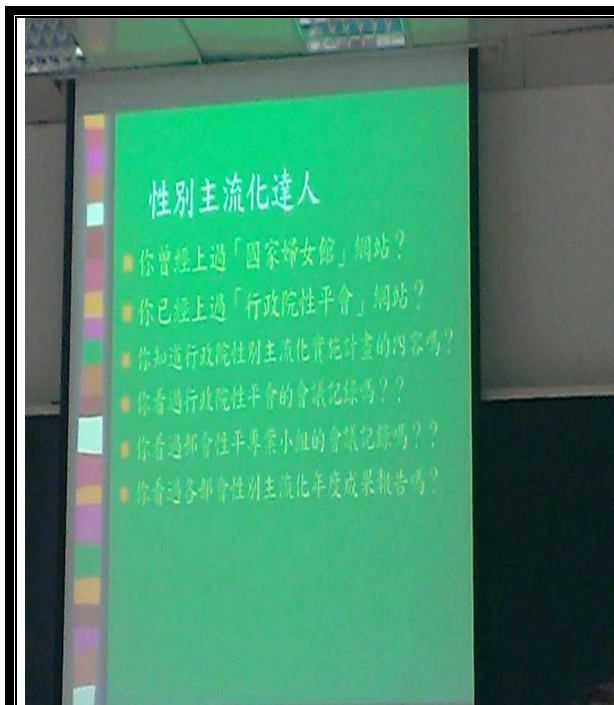 性別主流化達人
你曾經上過「國家婦女館」網站？
你已經上過「行政院性平會」網站？
你知道行政院性別主流化實施計畫的內容嗎？
你看過行政院性平會的會議記錄嗎？？
你看過部會性平專案小組的會議記錄嗎？？
你看過各部會性別主流化年度成果報告嗎？